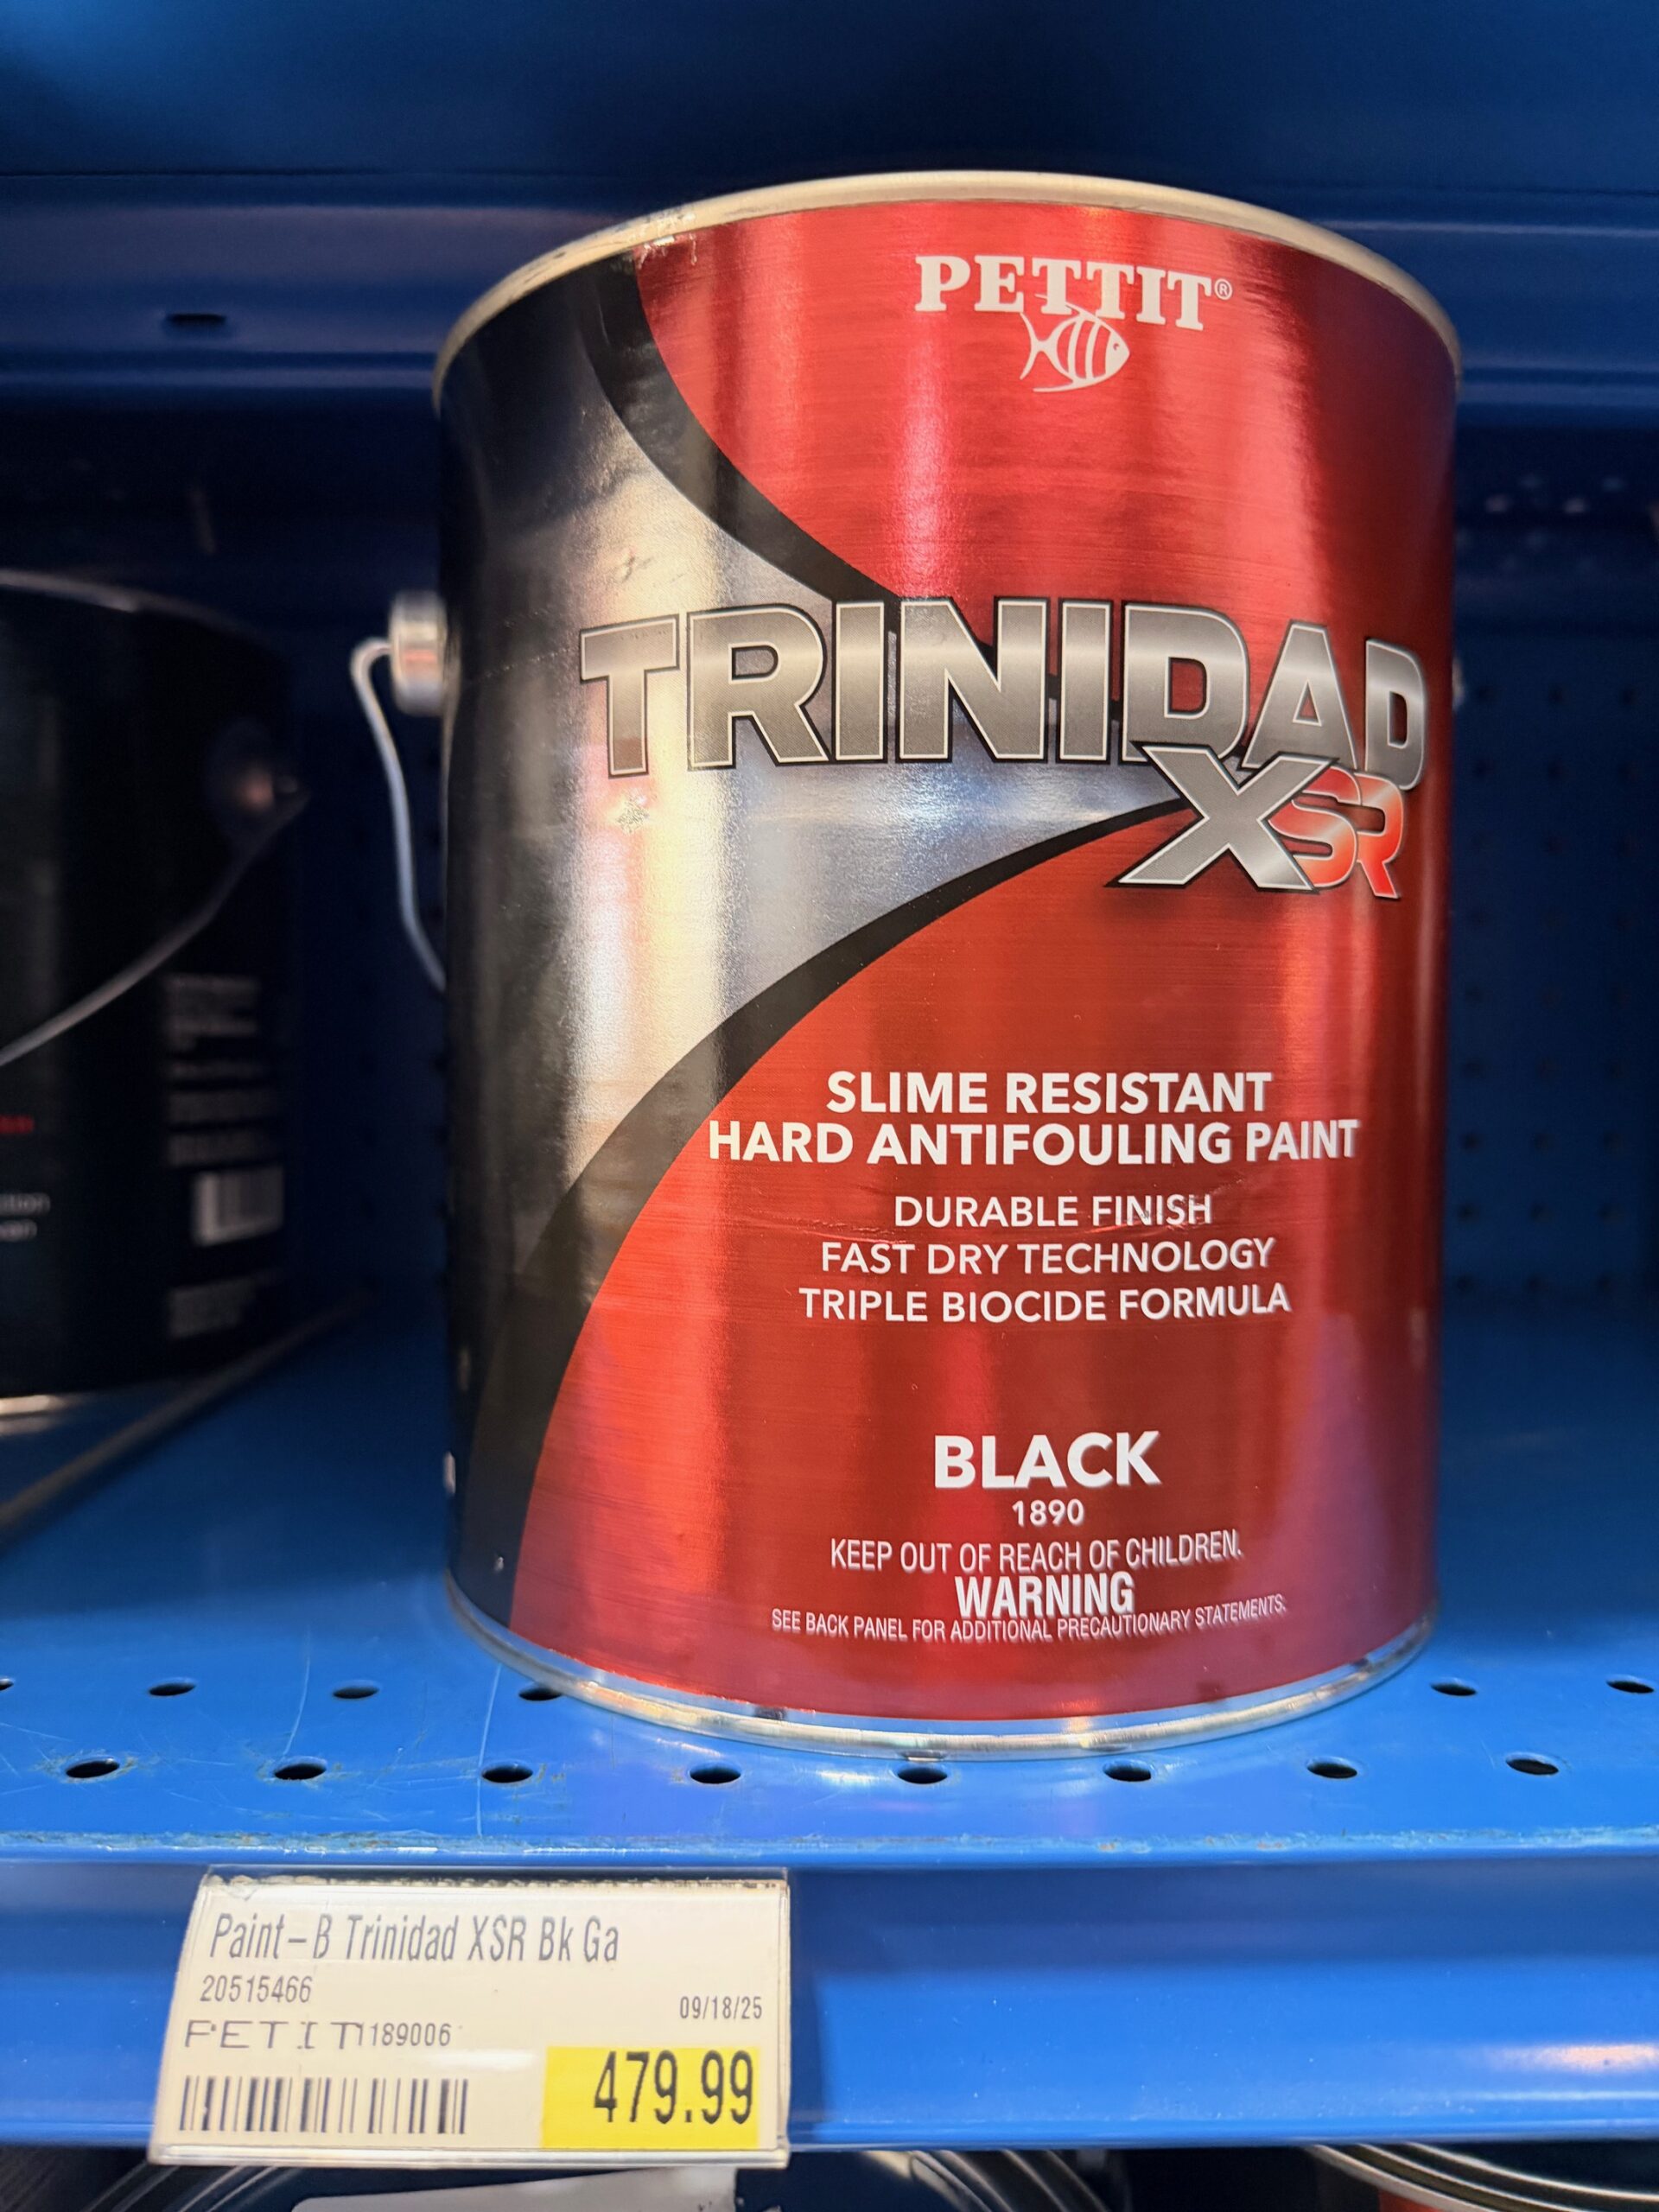 PETTIT®
TRINIDAD
XSR
SLIME RESISTANT
HARD ANTIFOULING PAINT
DURABLE FINISH
FAST DRY TECHNOLOGY
TRIPLE BIOCIDE FORMULA
BLACK
1890
KEEP OUT OF REACH OF CHILDREN.
WARNING
SEE BACK PANEL FOR ADDITIONAL PRECAUTIONARY STATEMENTS.
Paint-B Trinidad XSR Bk Ga
20515466
09/18/25
PETIT 1189006
479.99